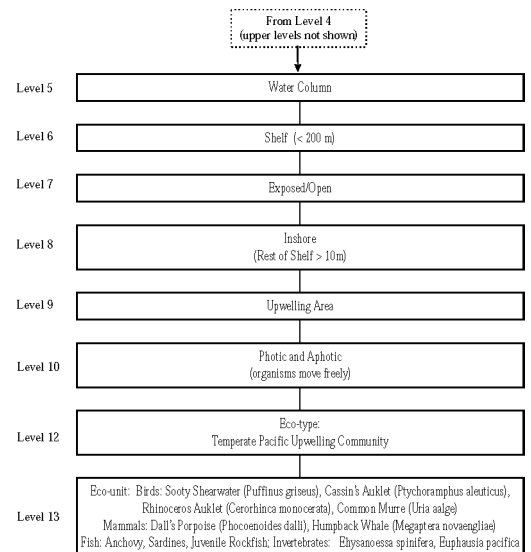 From Level 4
(upper levels not shown)
Level 5
Water Column
Level 6
Shelf (< 200 m)
Level 7
Exposed/Open
Level 8
Inshore
(Rest of Shelf > 10m)
Level 9
Upwelling Area
Level 10
Photic and Aphotic
(organisms move freely)
Level 12
Eco-type:
Temperate Pacific Upwelling Community
Level 13
Eco-unit: Birds: Sooty Shearwater (Puffinus griseus), Cassin's Auklet (Ptychoramphus aleuticus),
Rhinoceros Auklet (Cerorhinca monocerata), Common Murre (Uria aalge)
Mammals: Dall's Porpoise (Phocoenoides dalli), Humpback Whale (Megaptera novaengliae)
Fish: Anchovy, Sardines, Juvenile Rockfish; Invertebrates: Ehysanoessa spinifera, Euphausia pacifica